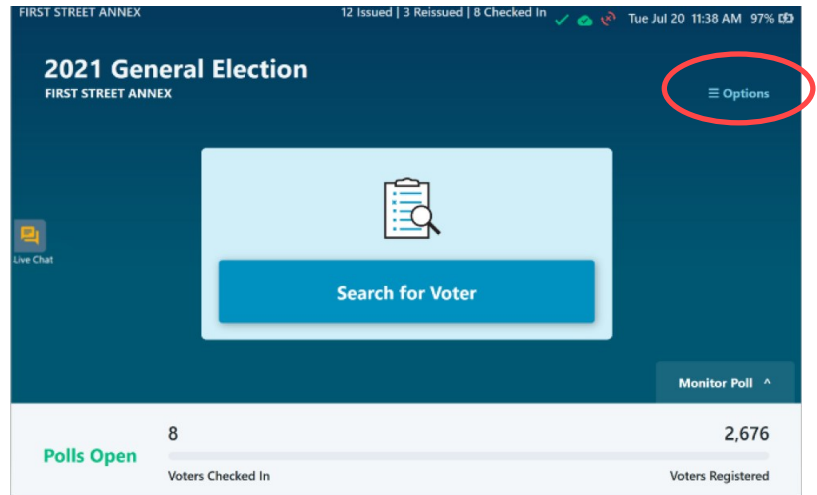 FIRST STREET ANNEX
12 Issued | 3 Reissued | 8 Checked In
Tue Jul 20 11:38 AM 97%
2021 General Election
FIRST STREET ANNEX
☰ Options
Live Chat
Search for Voter
Monitor Poll ^
Polls Open
8
2,676
Voters Checked In
Voters Registered